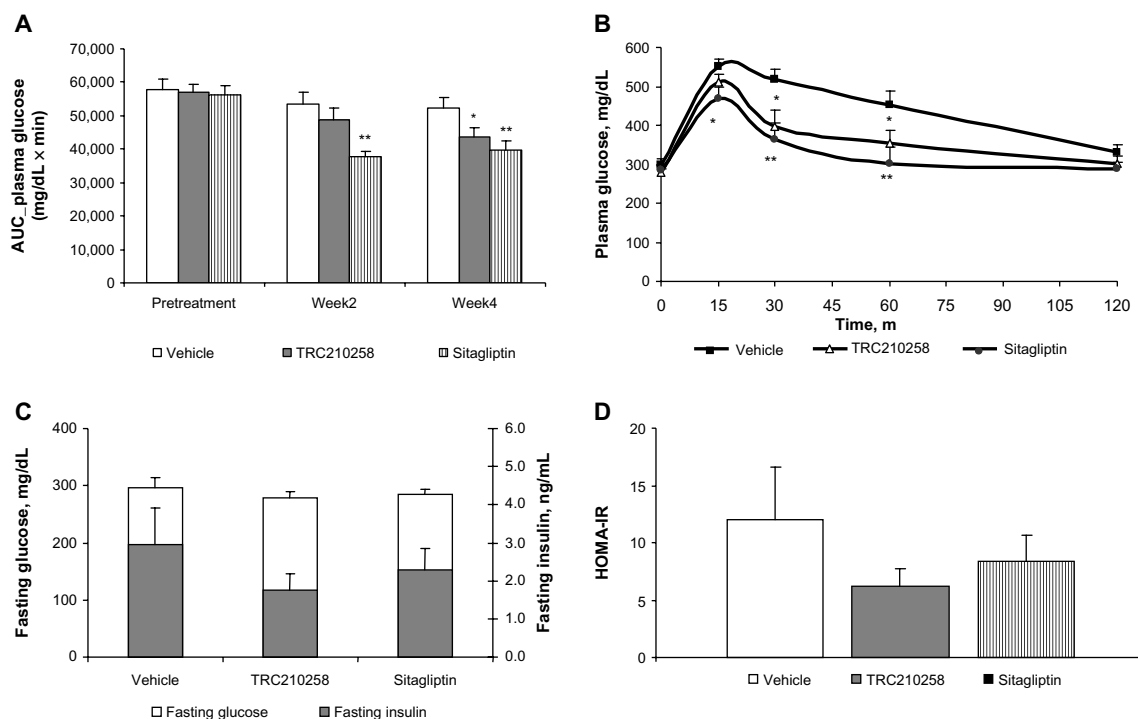 A
AUC_plasma glucose
(mg/dL × min)
70,000
60,000
50,000
40,000
30,000
20,000
10,000
0
**
*
**
Pretreatment
Week2
Week4
Vehicle
TRC210258
Sitagliptin
B
Plasma glucose, mg/dL
600
500
400
300
200
100
0
*
*
*
**
**
0
15
30
45
60
75
90
105
120
Time, m
Vehicle
TRC210258
Sitagliptin
C
Fasting glucose, mg/dL
400
300
200
100
0
6.0
5.0
4.0
3.0
2.0
1.0
0.0
Fasting insulin, ng/mL
Vehicle
TRC210258
Sitagliptin
Fasting glucose
Fasting insulin
D
HOMA-IR
20
15
10
5
0
Vehicle
TRC210258
Sitagliptin